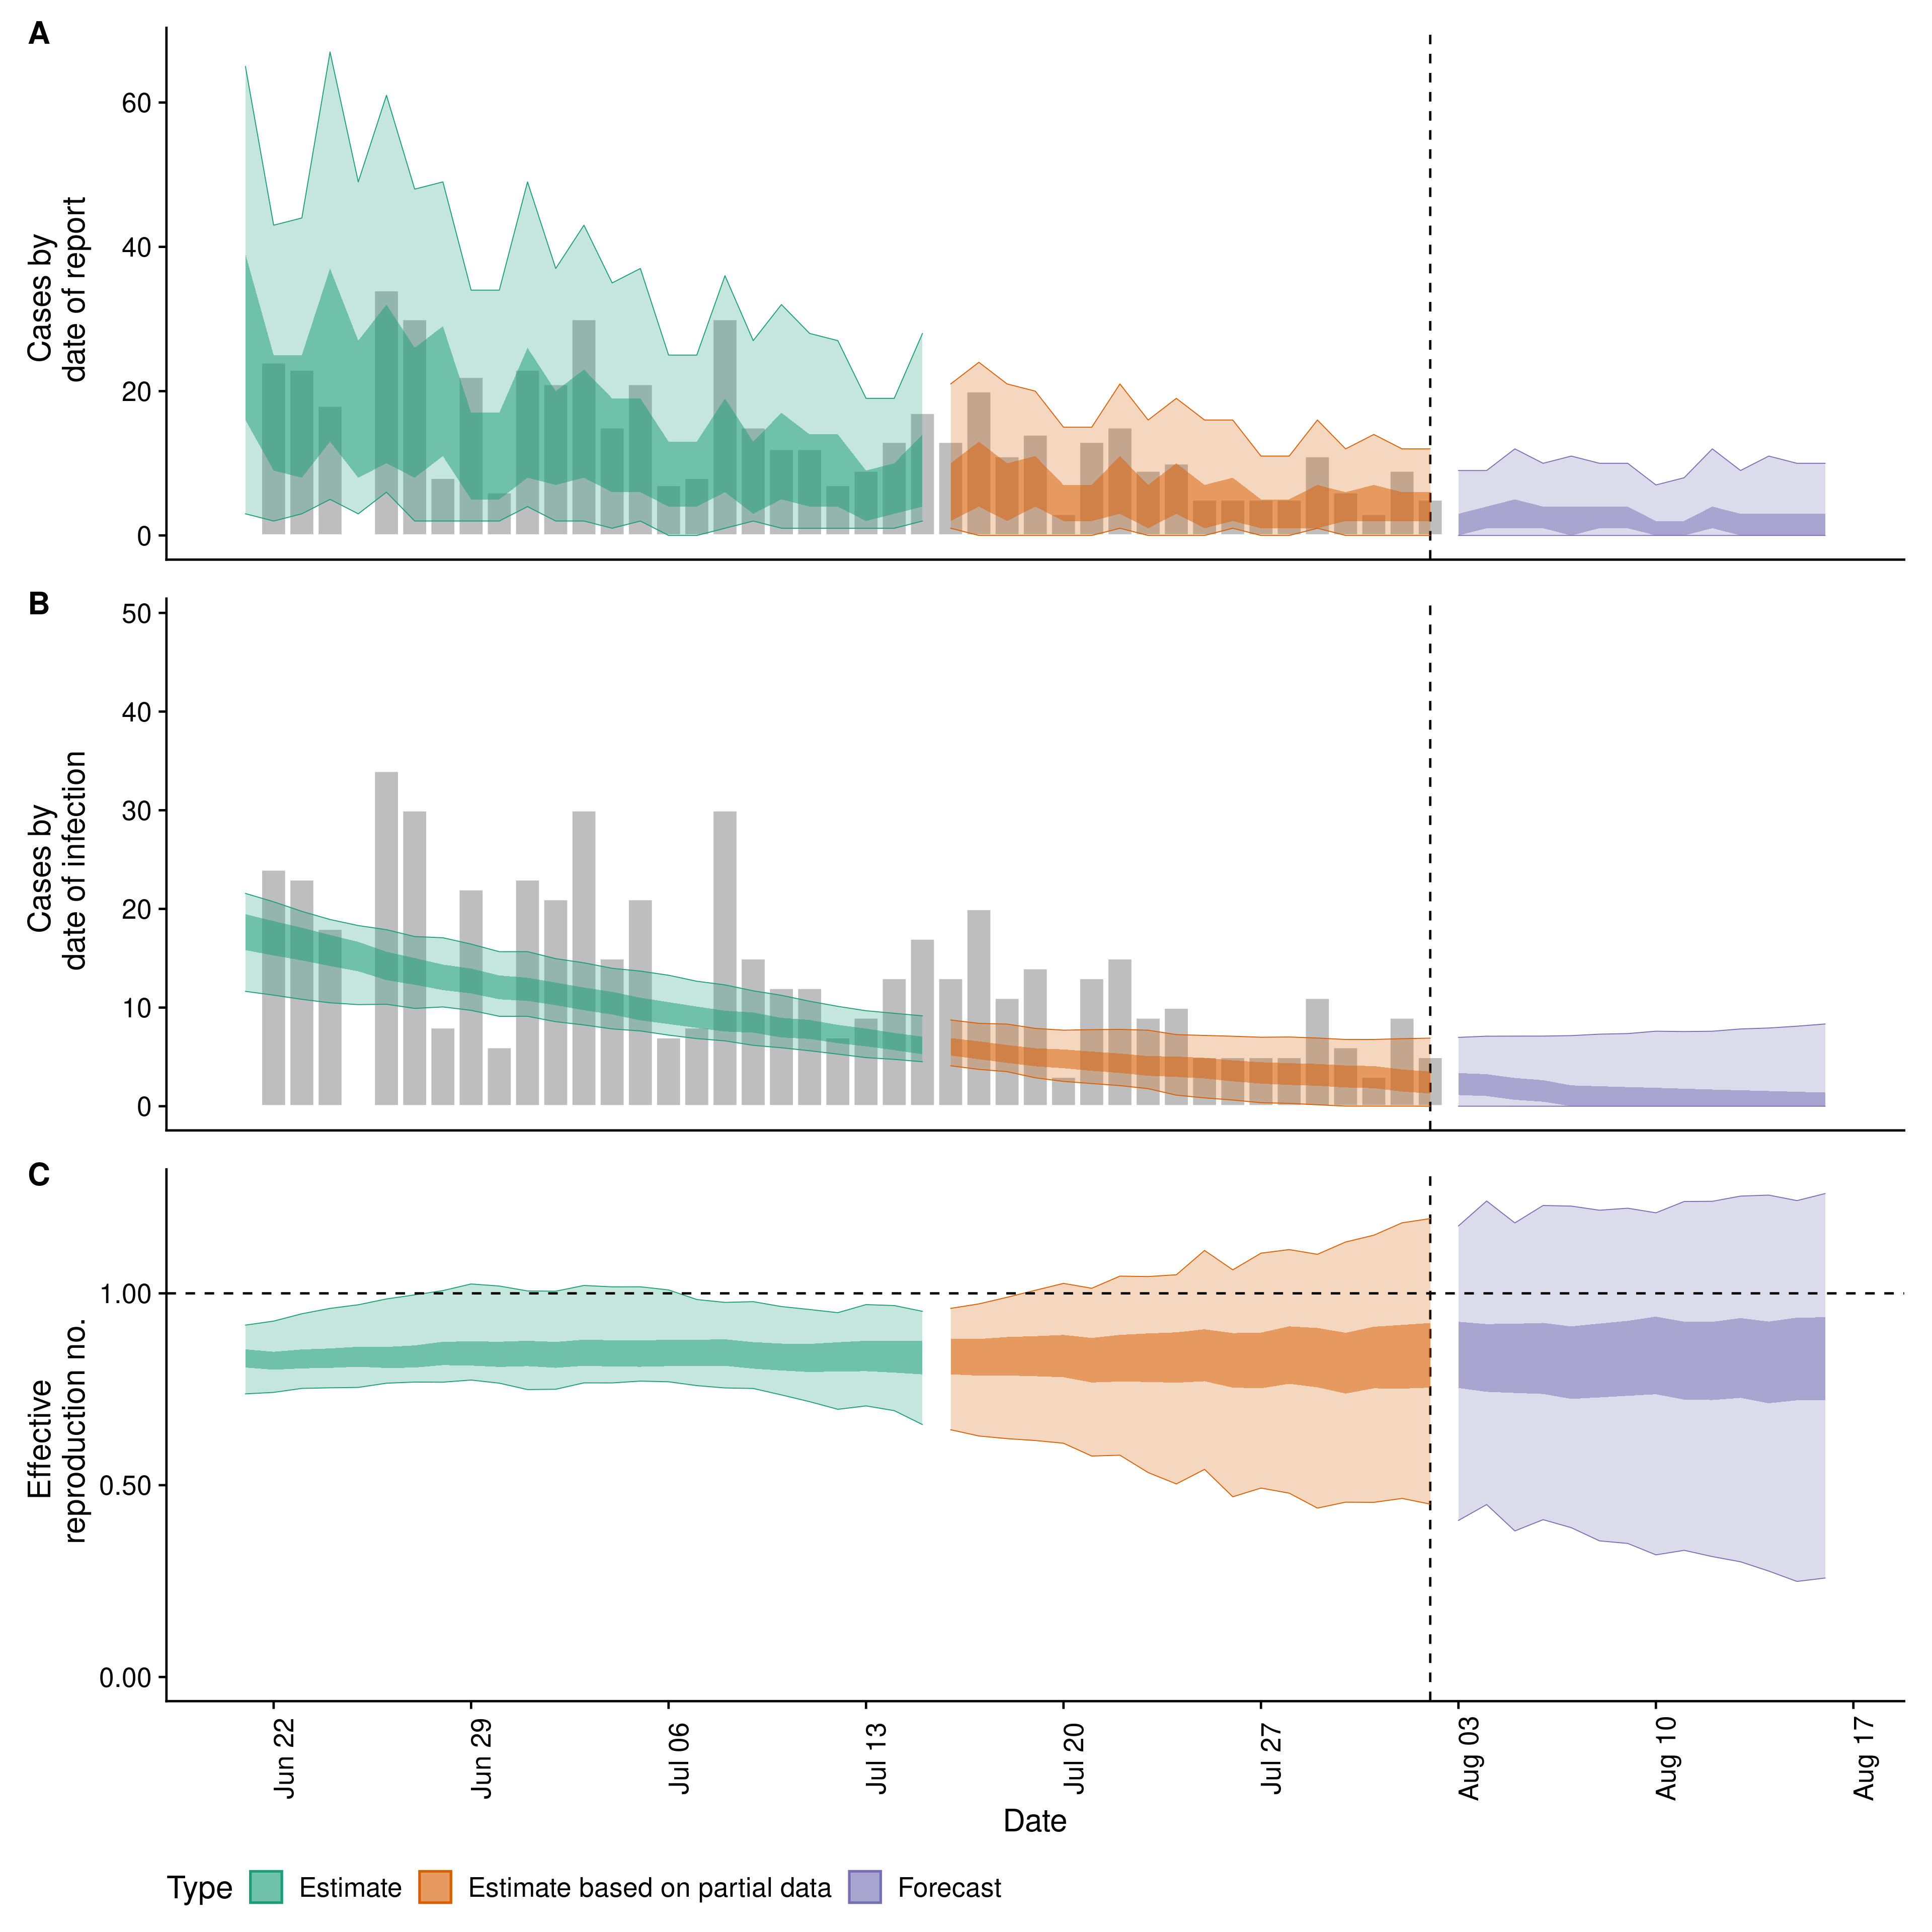 A
60
40
20
0
Cases by
date of report
B
50
40
30
20
10
0
Cases by
date of infection
C
1.00
0.50
0.00
Effective
reproduction no.
Jun 22
Jun 29
Jul 06
Jul 13
Jul 20
Jul 27
Aug 03
Aug 10
Aug 17
Date
Type Estimate Estimate based on partial data Forecast